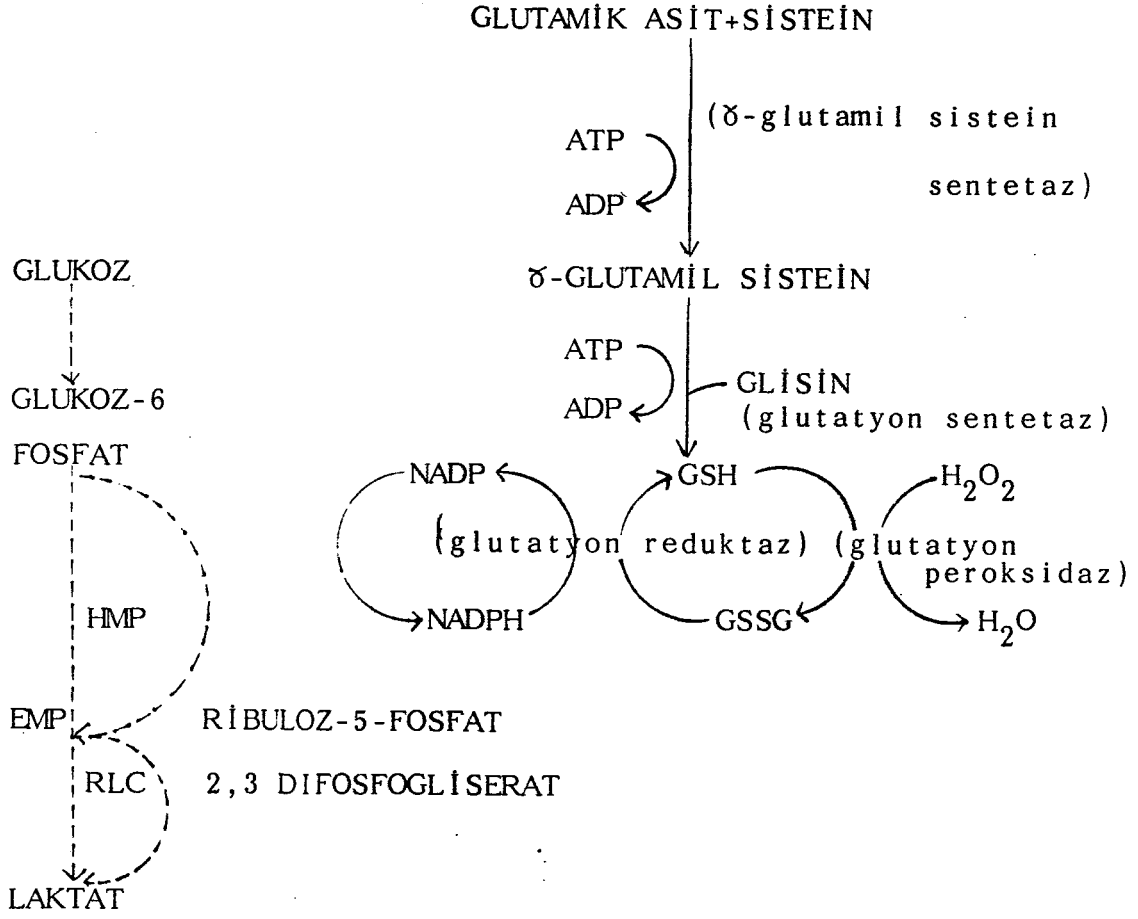 GLUTAMİK ASİT+SİSTEİN
(ɣ-glutamil sistein
sentetaz)
ATP
ADP
GLUKOZ
ɣ-GLUTAMİL SİSTEİN
ATP
ADP
GLİSİN
(glutatyon sentetaz)
GLUKOZ-6
FOSFAT
NADP
GSH
H₂O₂
(glutatyon reduktaz)
(glutatyon
peroksidaz)
HMP
NADPH
GSSG
H₂O
EMP
RİBULOZ-5-FOSFAT
RLC
2,3 DIFOSFOGLİSERAT
LAKTAT